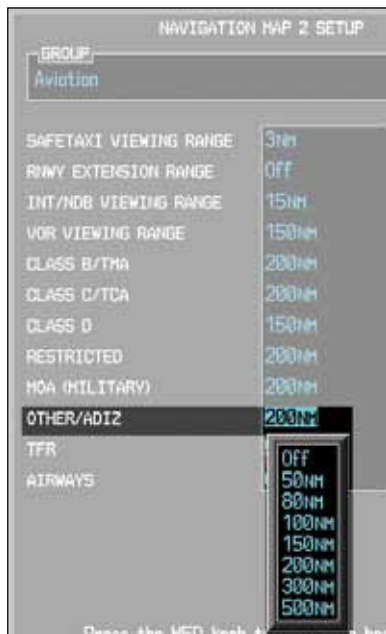 NAVIGATION MAP 2 SETUP
GROUP
Aviation
SAFETAXI VIEWING RANGE 3NM
RNWY EXTENSION RANGE Off
INT/NDB VIEWING RANGE 15NM
VOR VIEWING RANGE 150NM
CLASS B/TMA 200NM
CLASS C/TCA 200NM
CLASS D 150NM
RESTRICTED 200NM
MOA (MILITARY) 200NM
OTHER/ADIZ 200NM
TFR
AIRWAYS
Off
50NM
80NM
100NM
150NM
200NM
300NM
500NM
Press the